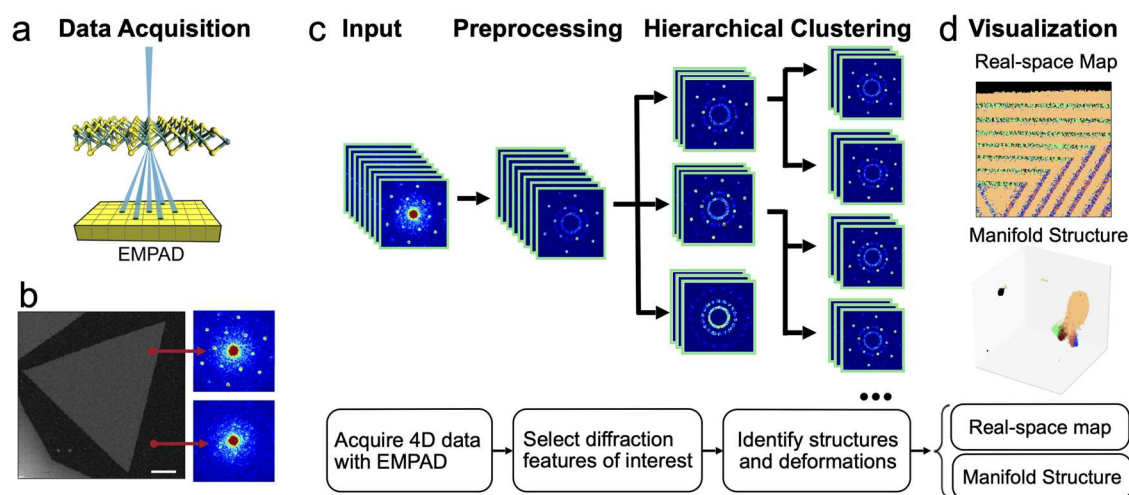 a Data Acquisition
EMPAD
b
c Input Preprocessing Hierarchical Clustering
Acquire 4D data
with EMPAD
Select diffraction
features of interest
Identify structures
and deformations
d Visualization
Real-space Map
Manifold Structure
Real-space map
Manifold Structure